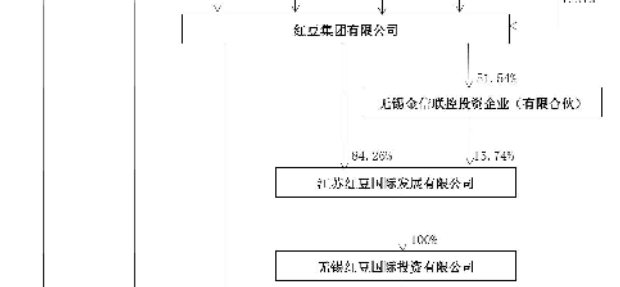 红豆集团有限公司
51.54%
无锡金信联控投资企业（有限合伙）
84.26% 15.74%
江苏红豆国际发展有限公司
100%
无锡红豆国际投资有限公司